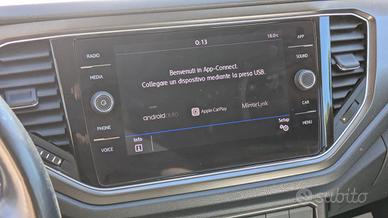 RADIO
MEDIA
PHONE
VOICE
0:13
18.0
Benvenuti in App-Connect.
Collegare un dispositivo mediante la presa USB.
androidauto
Apple CarPlay
MirrorLink
Info
Setup
APP
SOUND
CAR
MENU
subito